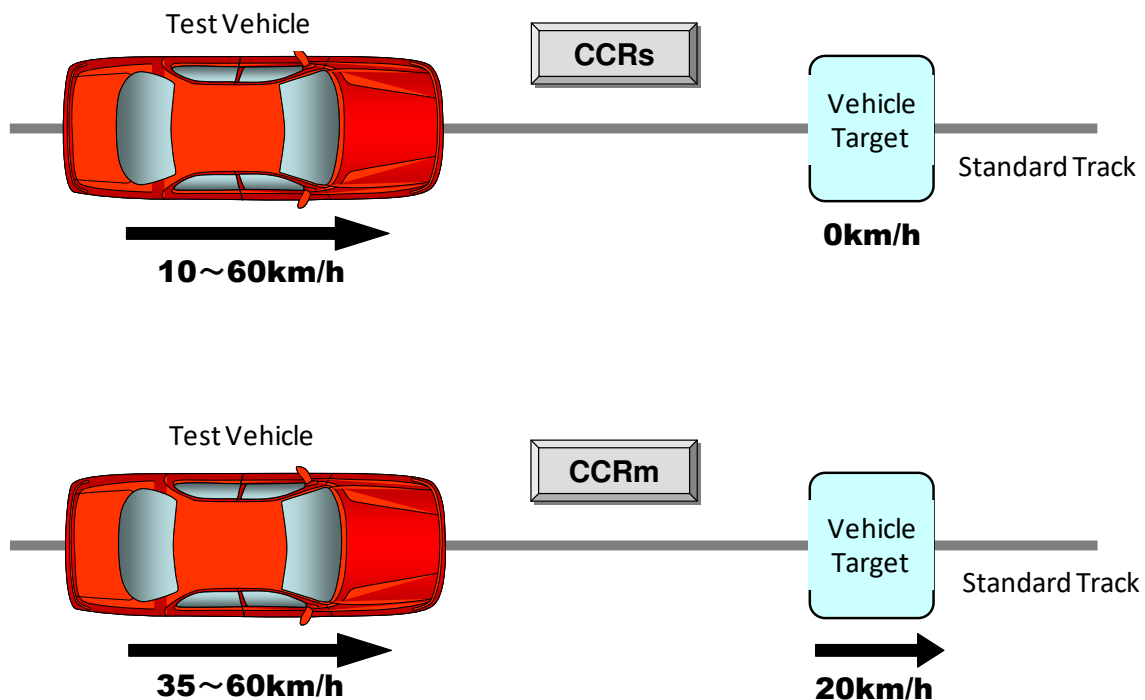 Test Vehicle
CCRs
Vehicle
Target
Standard Track
0km/h
10～60km/h
Test Vehicle
CCRm
Vehicle
Target
Standard Track
35～60km/h
20km/h